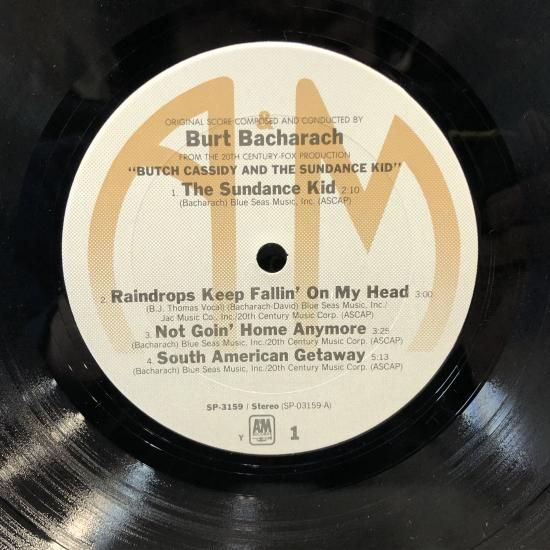 A&M
ORIGINAL SCORE COMPOSED AND CONDUCTED BY
Burt Bacharach
FROM THE 20TH CENTURY-FOX PRODUCTION
"BUTCH CASSIDY AND THE SUNDANCE KID"
1. The Sundance Kid 2:10
(Bacharach) Blue Seas Music, Inc. (ASCAP)
2. Raindrops Keep Fallin' On My Head 3:00
(B.J. Thomas Vocal) (Bacharach-David) Blue Seas Music, Inc./
Jac Music Co., Inc./20th Century Music Corp. (ASCAP)
3. Not Goin' Home Anymore 3:25
(Bacharach) Blue Seas Music, Inc./20th Century Music Corp. (ASCAP)
4. South American Getaway 5:13
(Bacharach) Blue Seas Music, Inc./20th Century Music Corp. (ASCAP)
SP-3159 / Stereo (SP-03159-A)
Y A&M 1